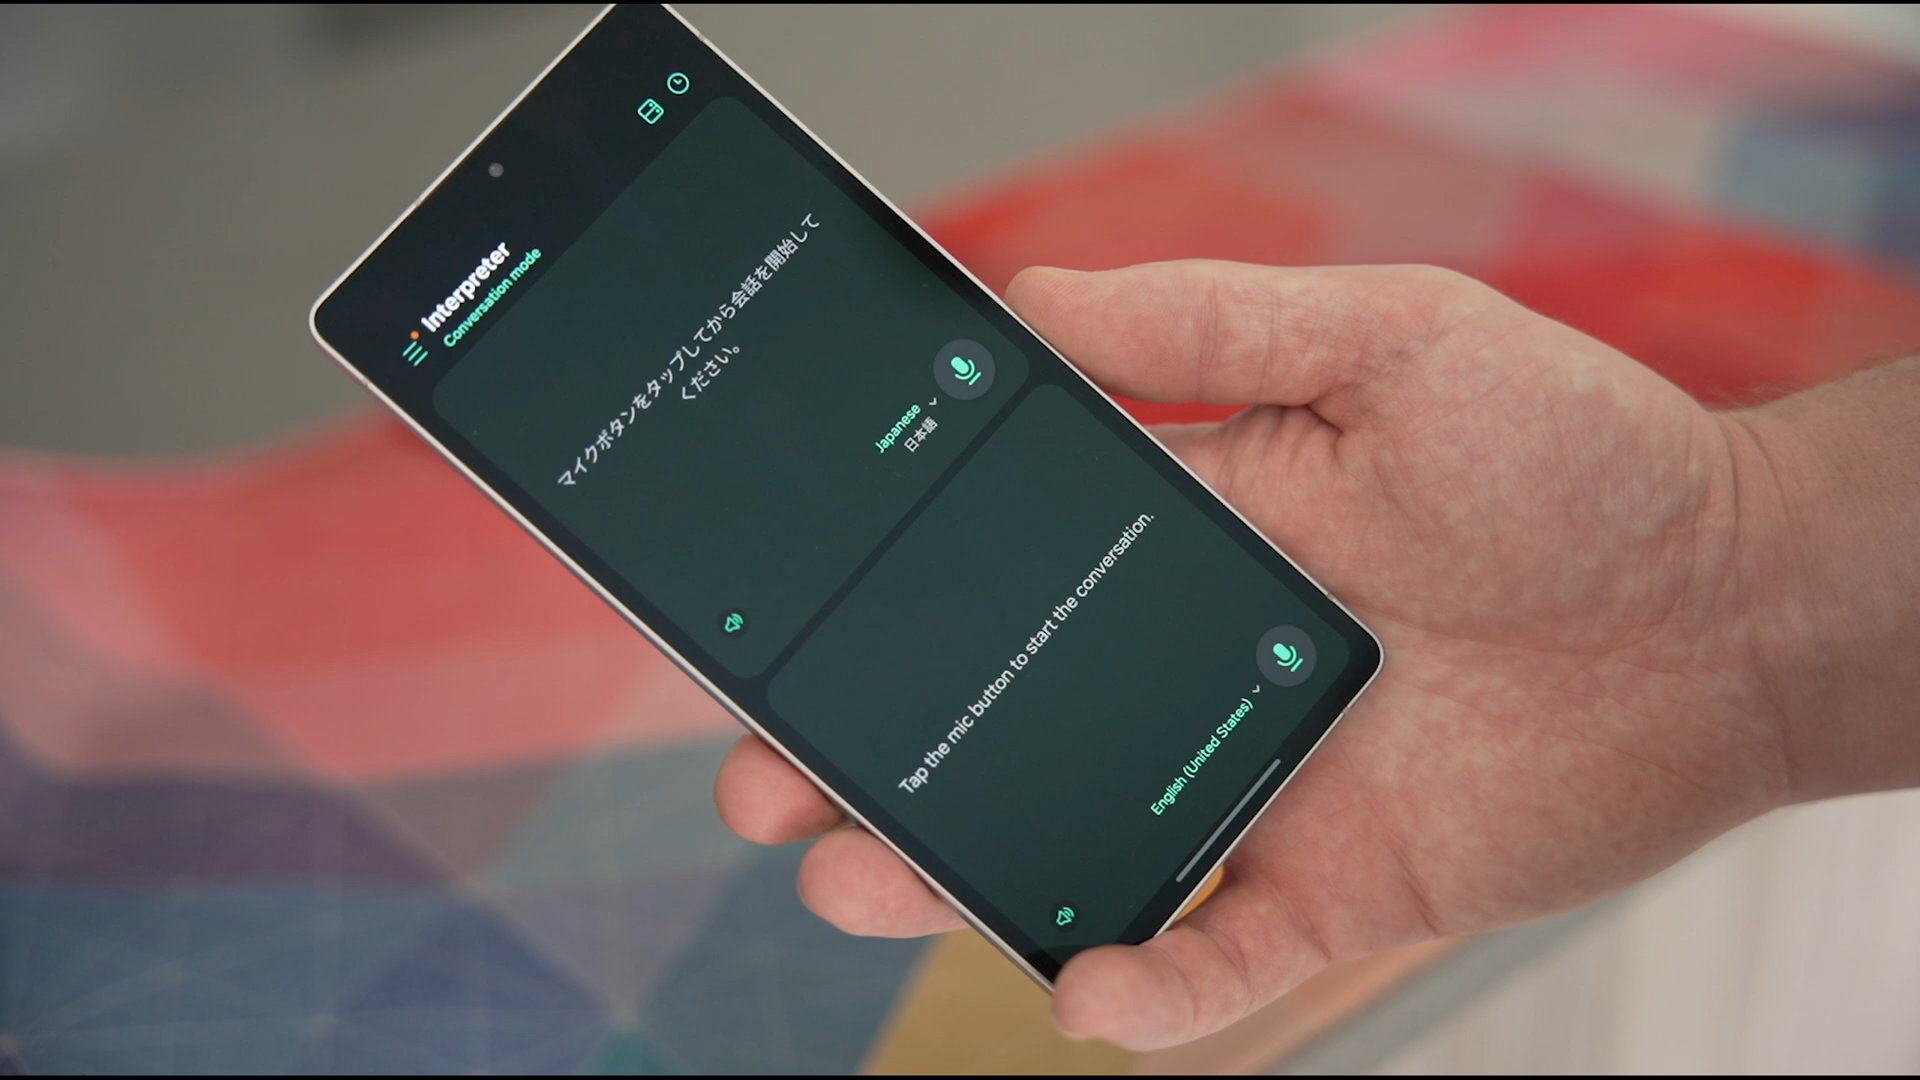 Interpreter
Conversation mode
マイクボタンをタップしてから会話を開始して
ください。
Japanese
日本語
Tap the mic button to start the conversation.
English (United States)